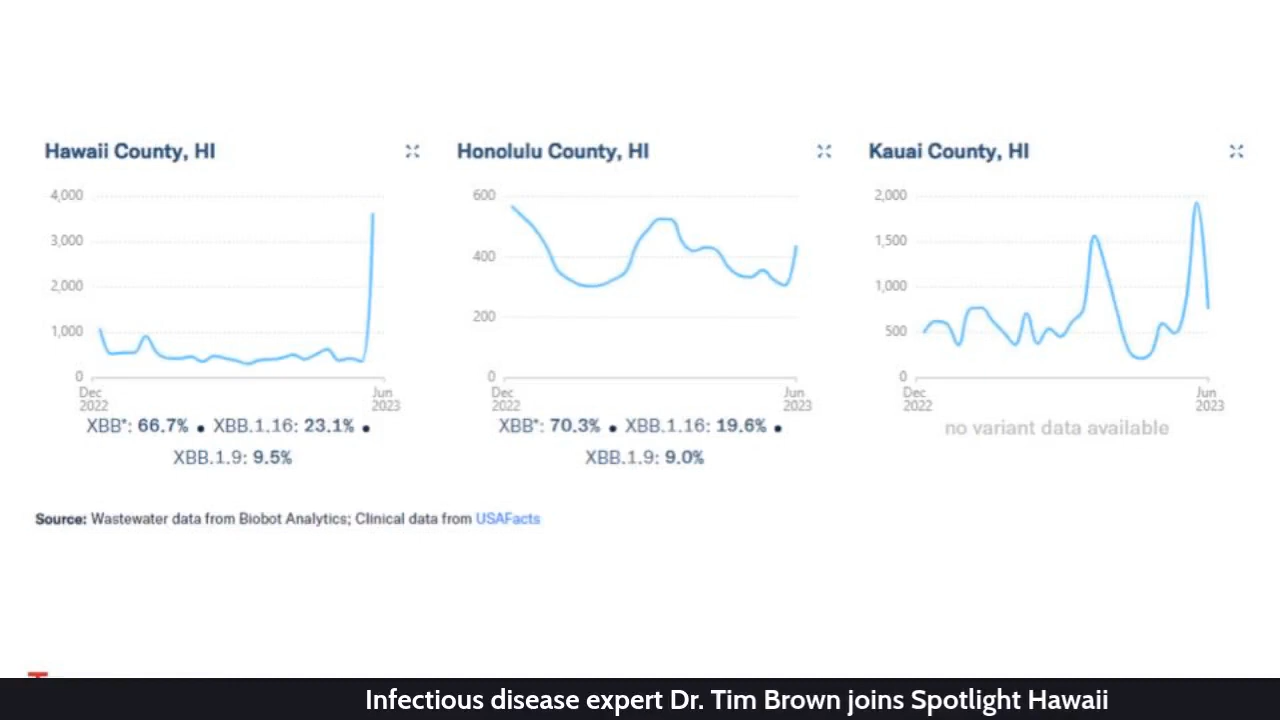 Hawaii County, HI
4,000
3,000
2,000
1,000
0
Dec
2022
Jun
2023
XBB*: 66.7% • XBB.1.16: 23.1% •
XBB.1.9: 9.5%
Honolulu County, HI
600
400
200
0
Dec
2022
Jun
2023
XBB*: 70.3% • XBB.1.16: 19.6% •
XBB.1.9: 9.0%
Kauai County, HI
2,000
1,500
1,000
500
0
Dec
2022
Jun
2023
no variant data available
Source: Wastewater data from Biobot Analytics; Clinical data from USAFacts
Infectious disease expert Dr. Tim Brown joins Spotlight Hawaii